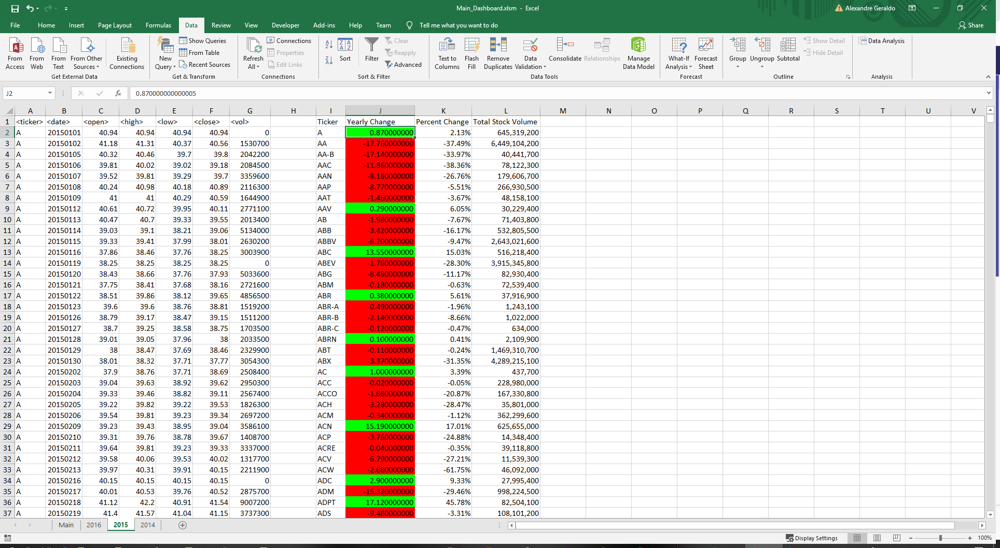 Main_Dashboard.xlsm - Excel
Alexandre Geraldo
File Home Insert Page Layout Formulas Data Review View Developer Add-ins Help Team Tell me what you want to do Share
From Access
From Web
From Text
From Other Sources
Existing Connections
Get External Data
New Query
Show Queries
From Table
Recent Sources
Get & Transform
Refresh All
Connections
Properties
Edit Links
Connections
Sort
Filter
Clear
Reapply
Advanced
Sort & Filter
Text to Columns
Flash Fill
Remove Duplicates
Data Validation
Consolidate
Relationships
Manage Data Model
Data Tools
What-If Analysis
Forecast Sheet
Forecast
Group
Ungroup
Subtotal
Show Detail
Hide Detail
Outline
Data Analysis
Analysis
J2 fx 0.870000000000005
A B C D E F G H I J K L M N O P Q R S T U V
1 <ticker> <date> <open> <high> <low> <close> <vol> Ticker Yearly Change Percent Change Total Stock Volume
2 A 20150101 40.94 40.94 40.94 40.94 0 A 0.870000000 2.13% 645,319,200
3 A 20150102 41.18 41.31 40.37 40.56 1530700 AA -17.760000000 -37.49% 6,449,104,200
4 A 20150105 40.32 40.46 39.7 39.8 2042200 AA-B -17.140000000 -33.97% 40,441,700
5 A 20150106 39.81 40.02 39.02 39.18 2084500 AAC -11.860000000 -38.36% 78,122,300
6 A 20150107 39.52 39.81 39.29 39.7 3359600 AAN -8.180000000 -26.76% 179,606,700
7 A 20150108 40.24 40.98 40.18 40.89 2116300 AAP -8.770000000 -5.51% 266,930,500
8 A 20150109 41 41 40.29 40.59 1644900 AAT -1.460000000 -3.67% 48,158,100
9 A 20150112 40.61 40.72 39.95 40.11 2771100 AAV 0.290000000 6.05% 30,229,400
10 A 20150113 40.47 40.7 39.33 39.55 2013400 AB -1.980000000 -7.67% 71,403,800
11 A 20150114 39.03 39.1 38.21 39.06 5134000 ABB -3.420000000 -16.17% 532,805,500
12 A 20150115 39.33 39.41 37.99 38.01 2630200 ABBV -6.200000000 -9.47% 2,643,021,600
13 A 20150116 37.86 38.46 37.76 38.25 3003900 ABC 13.550000000 15.03% 516,218,400
14 A 20150119 38.25 38.25 38.25 38.25 0 ABEV -1.760000000 -28.30% 3,915,345,800
15 A 20150120 38.43 38.66 37.76 37.93 5033600 ABG -8.480000000 -11.17% 82,930,400
16 A 20150121 37.75 38.41 37.68 38.16 2721600 ABM -0.180000000 -0.63% 72,539,400
17 A 20150122 38.51 39.86 38.12 39.65 4856500 ABR 0.380000000 5.61% 37,916,900
18 A 20150123 39.6 39.6 38.76 38.81 1519200 ABR-A -0.490000000 -1.96% 1,243,100
19 A 20150126 38.79 39.17 38.47 39.15 1511200 ABR-B -2.140000000 -8.66% 1,022,000
20 A 20150127 38.7 39.25 38.58 38.75 1703500 ABR-C -0.120000000 -0.47% 634,000
21 A 20150128 39.01 39.05 37.96 38 2033500 ABRN 0.100000000 0.41% 2,109,900
22 A 20150129 38 38.47 37.69 38.46 2329900 ABT -0.110000000 -0.24% 1,469,310,700
23 A 20150130 38.01 38.32 37.71 37.77 3054300 ABX -3.370000000 -31.35% 4,289,215,100
24 A 20150202 37.9 38.76 37.71 38.69 2508400 AC 1.000000000 3.39% 437,700
25 A 20150203 39.04 39.63 38.92 39.62 2950300 ACC -0.020000000 -0.05% 228,980,000
26 A 20150204 39.33 39.46 38.82 39.11 2567400 ACCO -1.880000000 -20.87% 167,330,800
27 A 20150205 39.22 39.82 39.22 39.53 1826300 ACH -3.280000000 -28.47% 35,801,000
28 A 20150206 39.54 39.81 39.23 39.34 2697200 ACM -0.340000000 -1.12% 362,299,600
29 A 20150209 39.23 39.43 38.95 39.04 3586100 ACN 15.190000000 17.01% 625,655,000
30 A 20150210 39.31 39.76 38.78 39.67 1408700 ACP -3.760000000 -24.88% 14,348,400
31 A 20150211 39.64 39.81 39.23 39.33 3337000 ACRE -0.040000000 -0.35% 39,118,800
32 A 20150212 39.58 40.06 39.53 40.02 1317700 ACV -6.790000000 -27.21% 11,539,300
33 A 20150213 39.97 40.31 39.91 40.15 2211900 ACW -2.680000000 -61.75% 46,092,000
34 A 20150216 40.15 40.15 40.15 40.15 0 ADC 2.900000000 9.33% 27,995,400
35 A 20150217 40.01 40.53 39.76 40.52 2875700 ADM -15.320000000 -29.46% 998,224,500
36 A 20150218 41.12 42.2 40.91 41.54 9007200 ADPT 17.120000000 45.78% 82,504,100
37 A 20150219 41.4 41.57 41.04 41.15 3737300 ADS -9.480000000 -3.31% 108,101,200
Main 2016 2015 2014
Display Settings 100%